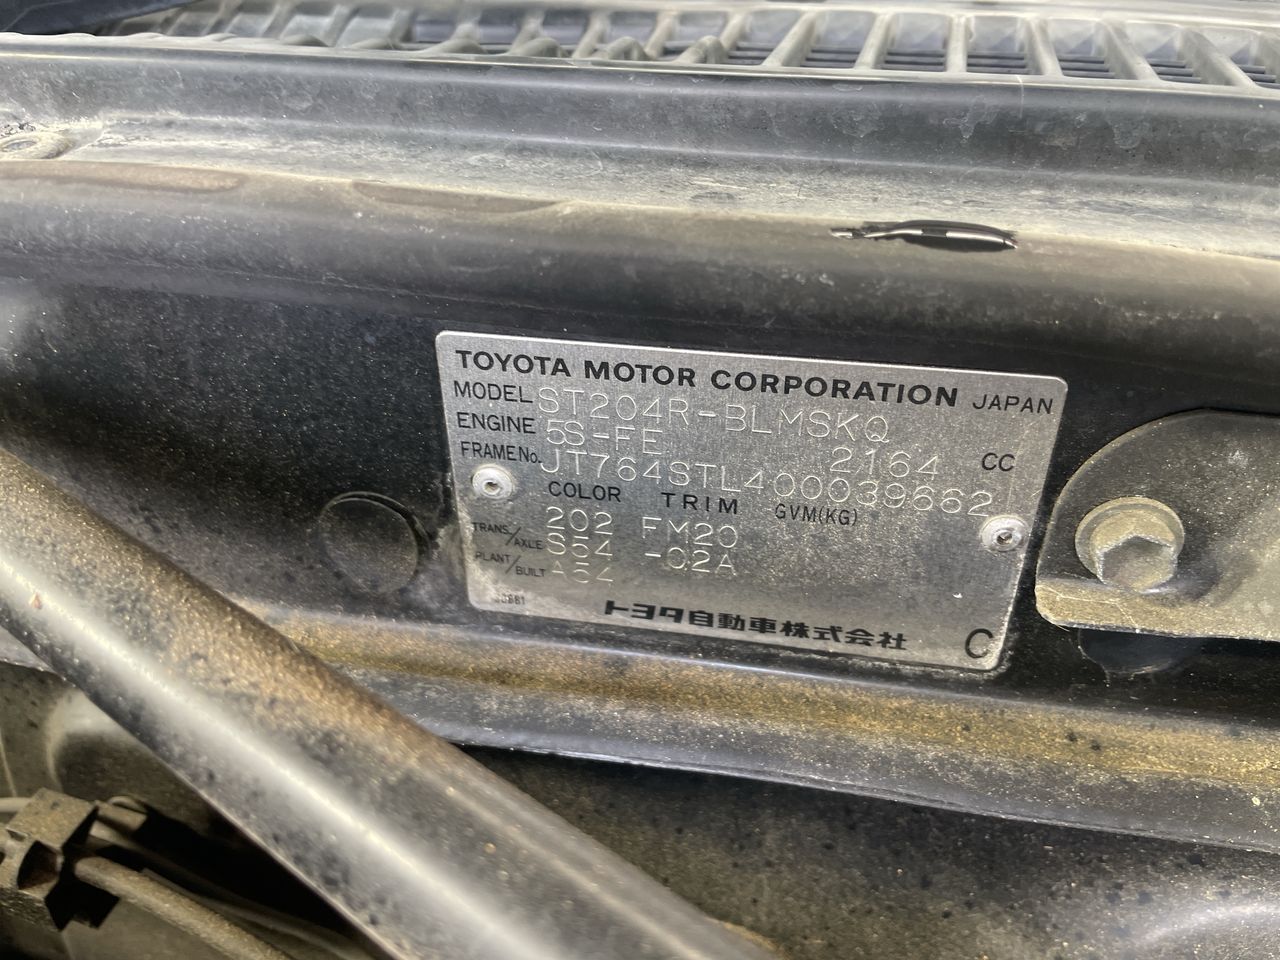 TOYOTA MOTOR CORPORATION JAPAN
MODEL ST204R-BLMSKQ
ENGINE 5S-FE 2164 CC
FRAME No. JT764STL400039662
COLOR TRIM GVM(KG)
202 FM20
TRANS/AXLE S54 -02A
PLANT/BUILT A54
トヨタ自動車株式会社 C